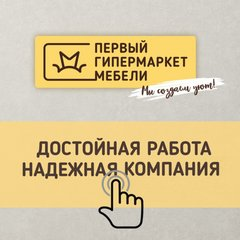 ПЕРВЫЙ
ГИПЕРМАРКЕТ
МЕБЕЛИ
Мы создаем уют!
ДОСТОЙНАЯ РАБОТА
НАДЕЖНАЯ КОМПАНИЯ